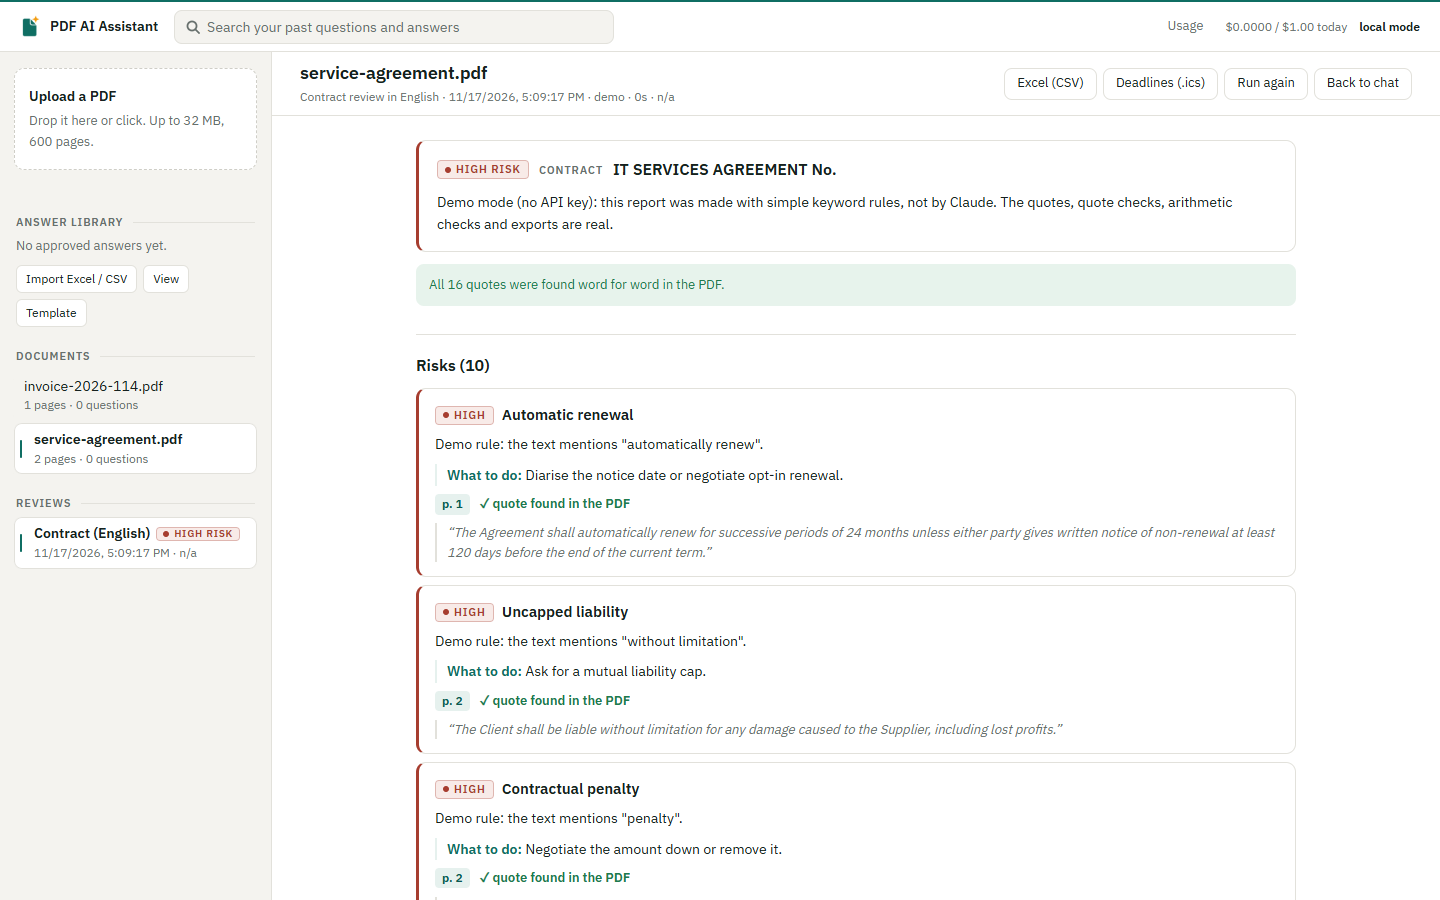 PDF AI Assistant
Search your past questions and answers
Usage
$0.0000 / $1.00 today
local mode
Upload a PDF
Drop it here or click. Up to 32 MB,
600 pages.
ANSWER LIBRARY
No approved answers yet.
Import Excel / CSV
View
Template
DOCUMENTS
invoice-2026-114.pdf
1 pages · 0 questions
service-agreement.pdf
2 pages · 0 questions
REVIEWS
Contract (English) HIGH RISK
11/17/2026, 5:09:17 PM · n/a
service-agreement.pdf
Contract review in English · 11/17/2026, 5:09:17 PM · demo · 0s · n/a
Excel (CSV)
Deadlines (.ics)
Run again
Back to chat
HIGH RISK CONTRACT IT SERVICES AGREEMENT No.
Demo mode (no API key): this report was made with simple keyword rules, not by Claude. The quotes, quote checks, arithmetic
checks and exports are real.
All 16 quotes were found word for word in the PDF.
Risks (10)
HIGH Automatic renewal
Demo rule: the text mentions "automatically renew".
What to do: Diarise the notice date or negotiate opt-in renewal.
p. 1 ✓ quote found in the PDF
“The Agreement shall automatically renew for successive periods of 24 months unless either party gives written notice of non-renewal at least
120 days before the end of the current term.”
HIGH Uncapped liability
Demo rule: the text mentions "without limitation".
What to do: Ask for a mutual liability cap.
p. 2 ✓ quote found in the PDF
“The Client shall be liable without limitation for any damage caused to the Supplier, including lost profits.”
HIGH Contractual penalty
Demo rule: the text mentions "penalty".
What to do: Negotiate the amount down or remove it.
p. 2 ✓ quote found in the PDF